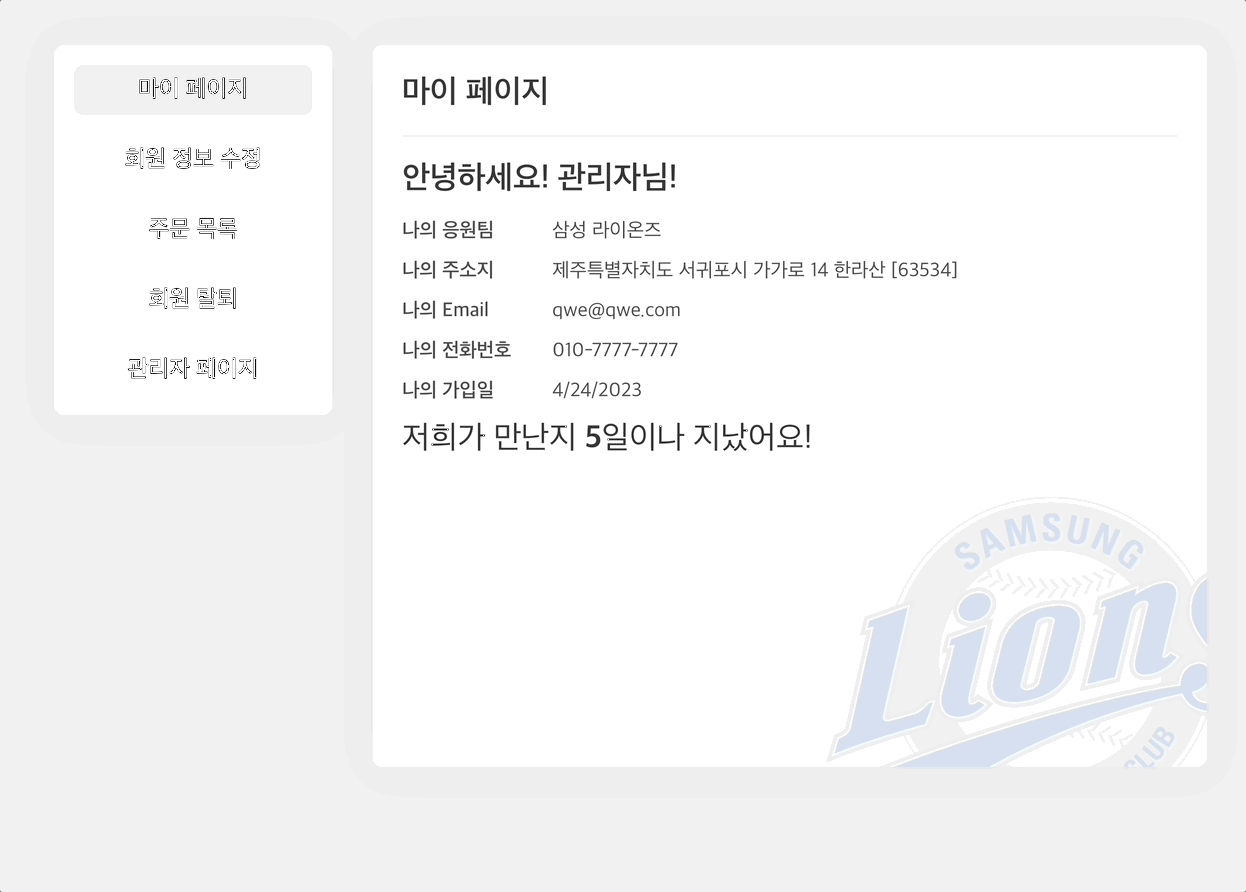 마이 페이지
회원 정보 수정
주문 목록
회원 탈퇴
관리자 페이지
마이 페이지
안녕하세요! 관리자님!
나의 응원팀 삼성 라이온즈
나의 주소지 제주특별자치도 서귀포시 가가로 14 한라산 [63534]
나의 Email qwe@qwe.com
나의 전화번호 010-7777-7777
나의 가입일 4/24/2023
저희가 만난지 5일이나 지났어요!
SAMSUNG
Lions
CLUB